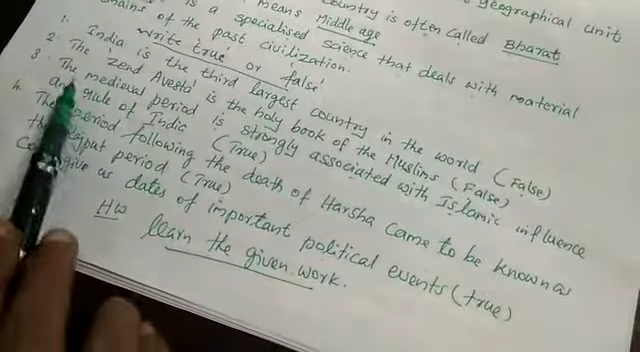 geographical unit
country is often called Bharat
means Middle age
is a specialised science that deals with material
of the past civilization.
Write 'true' or 'false'
1. India is the third largest country in the world (False)
2. The 'Zend Avesta' is the holy book of the Muslims (False)
3. The medieval period is strongly associated with Islamic influence
and rule of India (True)
4. The period following the death of Harsha came to be known as
the Rajput period (True)
give us dates of important political events (true)
HW
learn the given work.